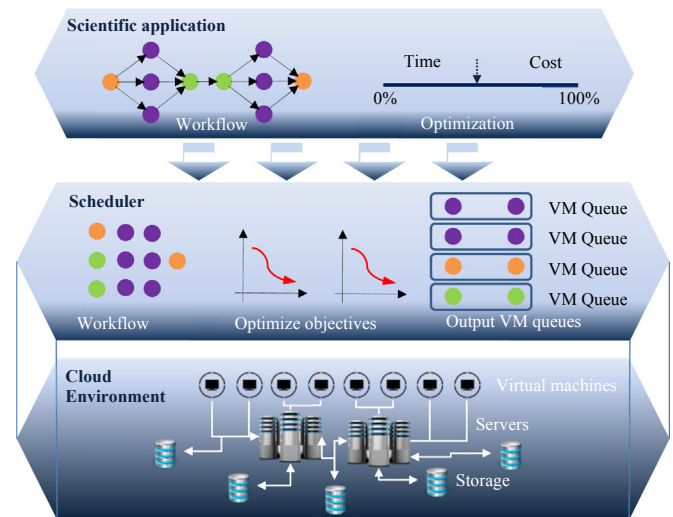 Scientific application
Time
Cost
0%
100%
Workflow
Optimization
Scheduler
VM Queue
VM Queue
VM Queue
VM Queue
Workflow
Optimize objectives
Output VM queues
Cloud
Environment
Virtual machines
Servers
Storage